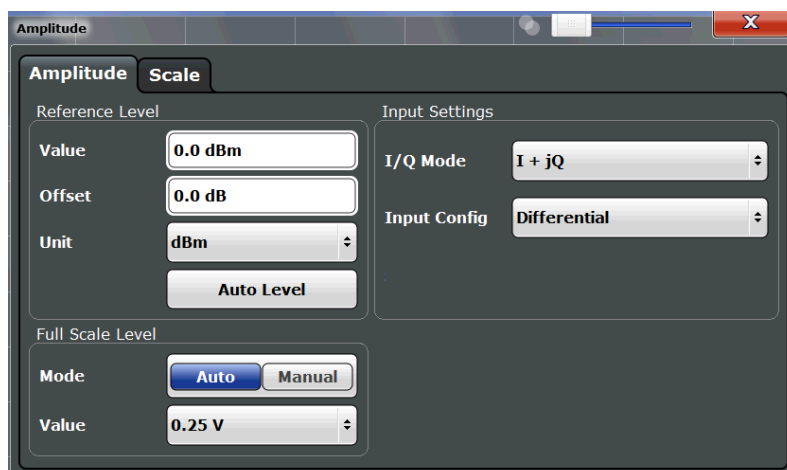 Amplitude
X
Amplitude Scale
Reference Level
Value 0.0 dBm
Offset 0.0 dB
Unit dBm
Auto Level
Input Settings
I/Q Mode I + jQ
Input Config Differential
Full Scale Level
Mode Auto Manual
Value 0.25 V